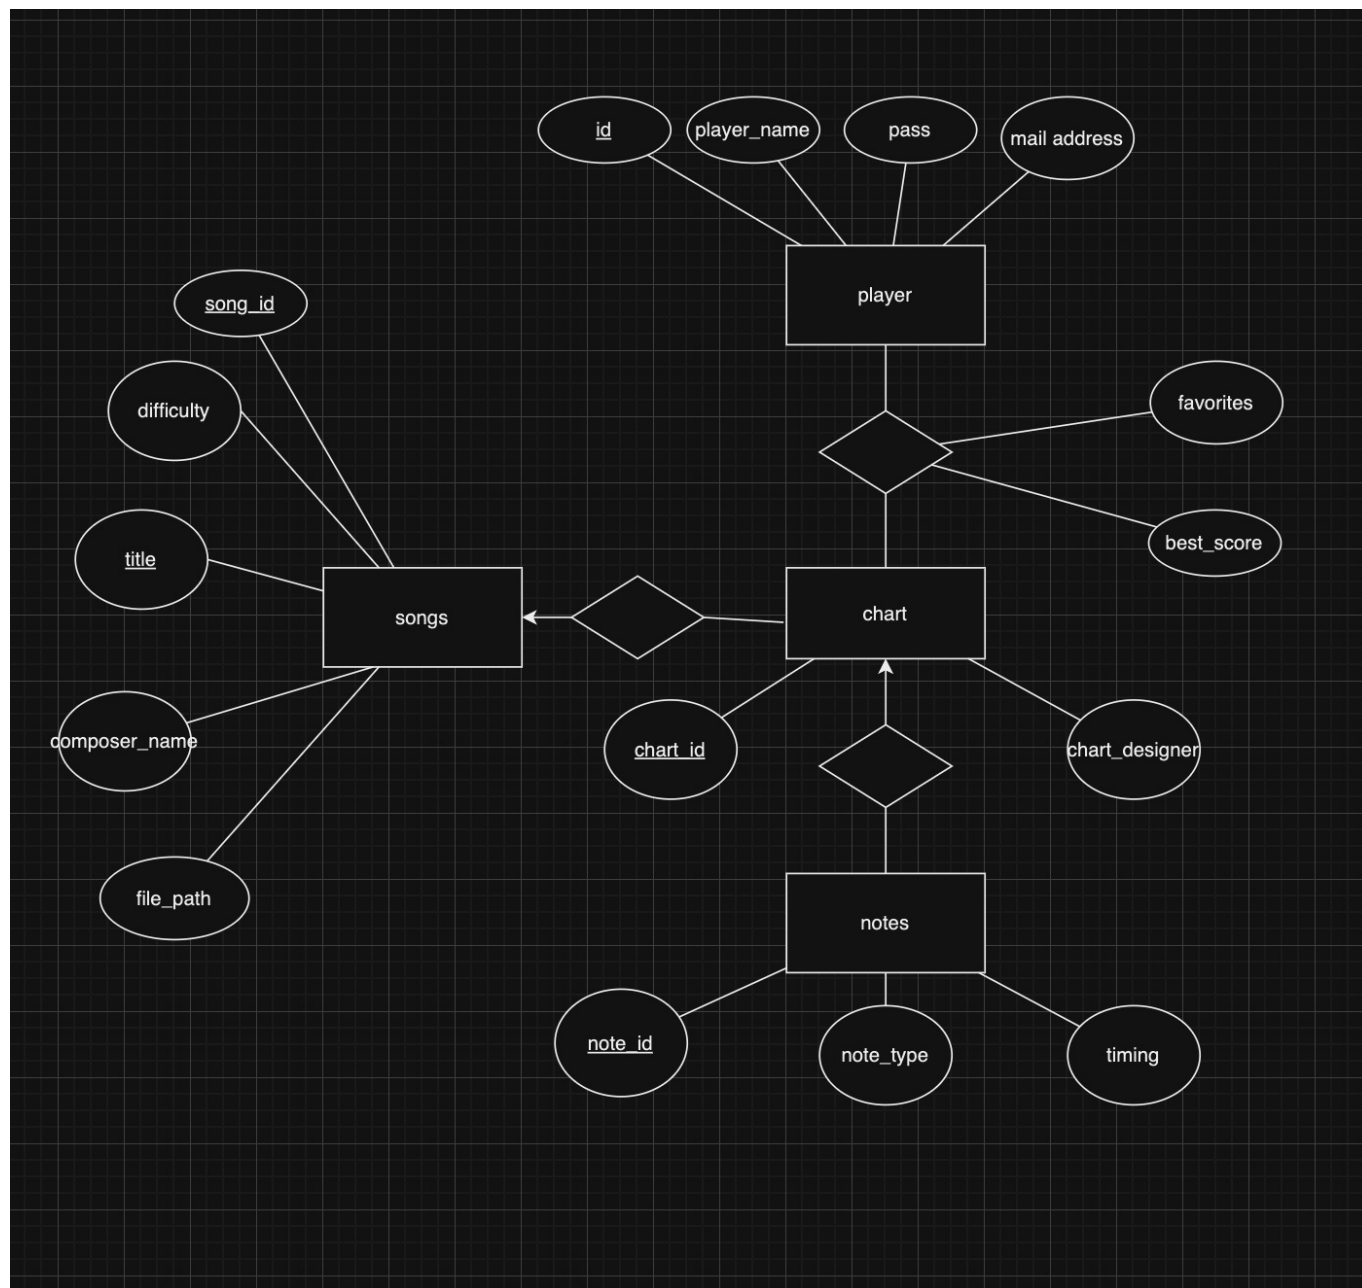 id
player_name
pass
mail address
player
song_id
difficulty
favorites
title
best_score
songs
chart
composer_name
chart_id
chart_designer
file_path
notes
note_id
note_type
timing